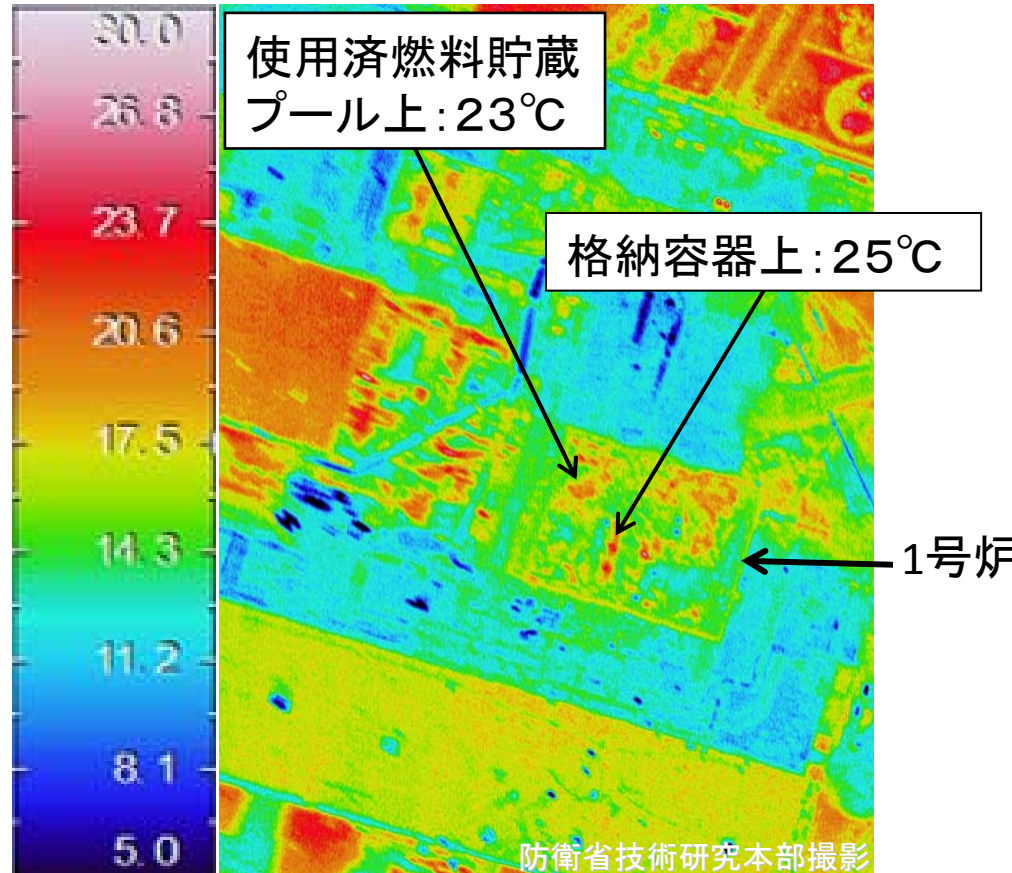 30.0
26.8
23.7
20.6
17.5
14.3
11.2
8.1
5.0
使用済燃料貯蔵
プール上:23℃
格納容器上:25℃
1号炉
防衛省技術研究本部撮影